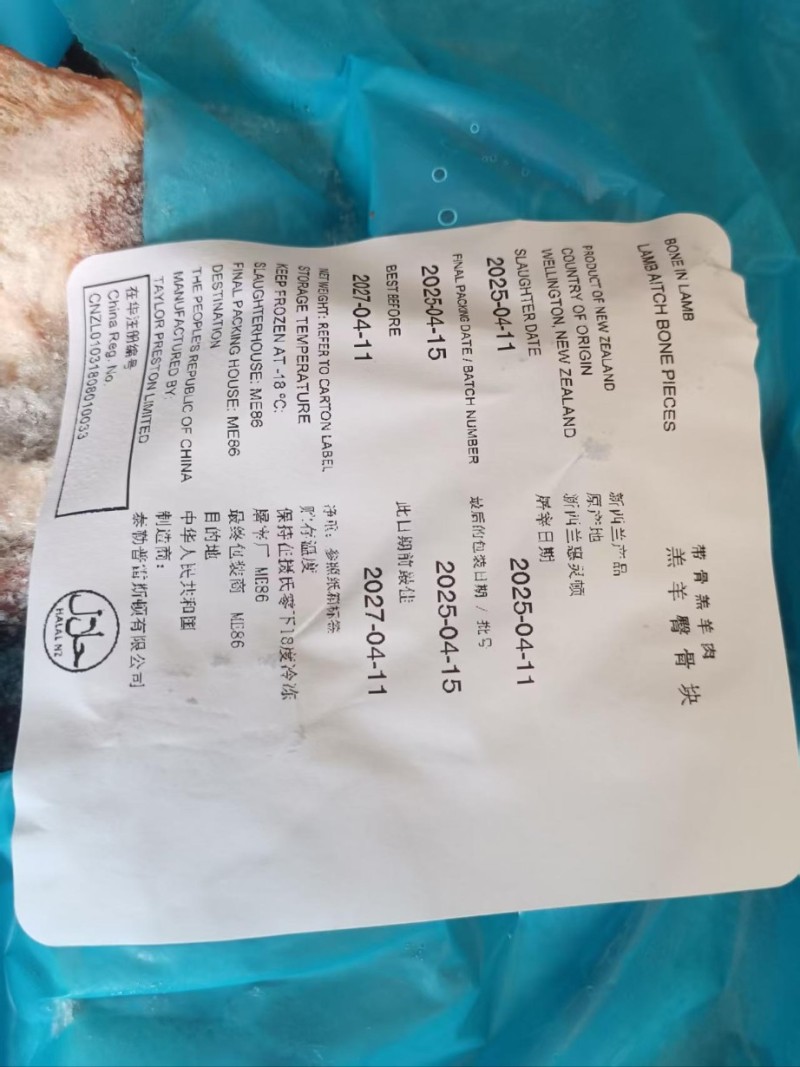 BONE IN LAMB
LAMB AITCH BONE PIECES
PRODUCT OF NEW ZEALAND
COUNTRY OF ORIGIN
WELLINGTON, NEW ZEALAND
SLAUGHTER DATE
2025-04-11
FINAL PACKING DATE / BATCH NUMBER
2025-04-15
BEST BEFORE
2027-04-11
NET WEIGHT: REFER TO CARTON LABEL
STORAGE TEMPERATURE
KEEP FROZEN AT -18 °C:
SLAUGHTERHOUSE: ME86
FINAL PACKING HOUSE: ME86
DESTINATION
THE PEOPLE'S REPUBLIC OF CHINA
MANUFACTURED BY:
TAYLOR PRESTON LIMITED
在华注册编号
China Reg. No.
CNZL01031808010033
带骨羔羊肉
羔羊臀骨块
新西兰产品
原产地
新西兰惠灵顿
屠宰日期
2025-04-11
最后的包装日期 / 批号
2025-04-15
此日期前最佳
2027-04-11
净重: 参照纸箱标签
贮存温度
保持在摄氏零下18度冷冻
屠宰厂 ME86
最终包装商 ME86
目的地
中华人民共和国
制造商:
泰勒普雷斯顿有限公司
حلال
HALAL NZ